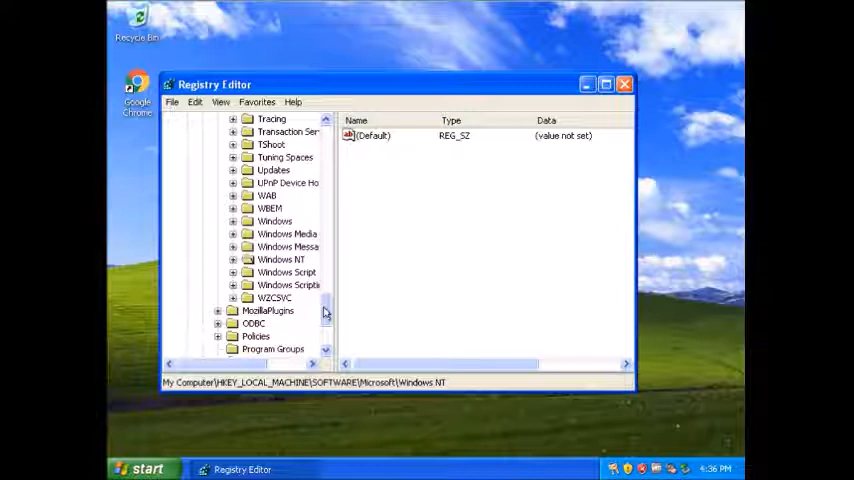 Recycle Bin
Google
Chrome
Registry Editor
File Edit View Favorites Help
Name Type Data
(Default) REG_SZ (value not set)
Tracing
Transaction Ser
TShoot
Tuning Spaces
Updates
UPnP Device Ho
WAB
WBEM
Windows
Windows Media
Windows Messa
Windows NT
Windows Script
Windows Scriptin
WZCSVC
MozillaPlugins
ODBC
Policies
Program Groups
My Computer\HKEY_LOCAL_MACHINE\SOFTWARE\Microsoft\Windows NT
start
Registry Editor
4:36 PM